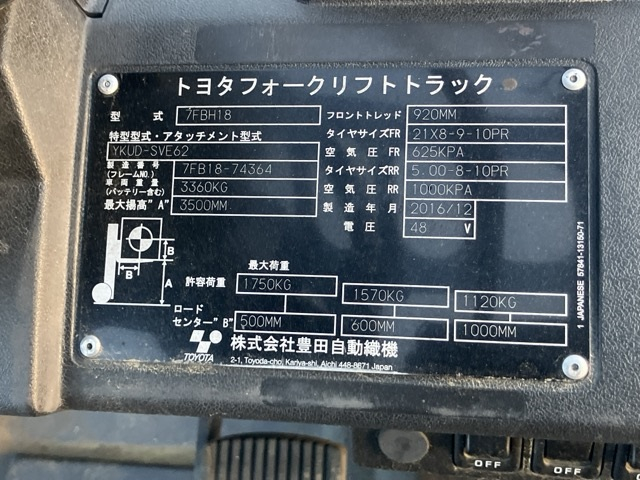 トヨタフォークリフトトラック
型 式 7FBH18 フロントトレッド 920MM
特型型式・アタッチメント型式 タイヤサイズFR 21X8-9-10PR
YKUD-SVE62 空 気 圧 FR 625KPA
製 造 番 号 (フレームNO.) 7FB18-74364 タイヤサイズRR 5.00-8-10PR
車 両 重 量 (バッテリー含む) 3360KG 空 気 圧 RR 1000KPA
最大揚高"A" 3500MM 製 造 年 月 2016/12
電 圧 48 V
B
B
A
最大荷重
許容荷重 1750KG 1570KG 1120KG
ロード
センター"B" 500MM 600MM 1000MM
TOYOTA 株式会社豊田自動織機
2-1, Toyoda-cho, Kariya-shi, Aichi 448-8671 Japan
1 JAPANESE 57841-13150-71
OFF OFF OFF